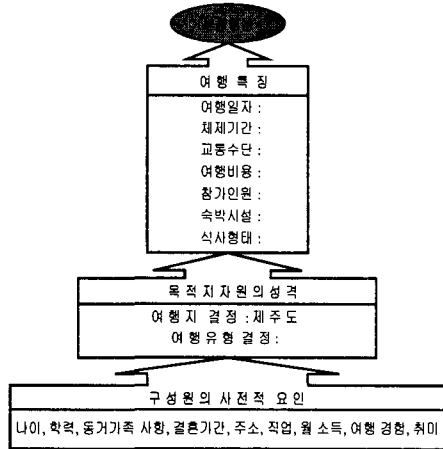 여행 특징
여행일자 :
체제기간 :
교통수단 :
여행비용 :
참가인원 :
숙박시설 :
식사형태 :
목적지자원의성격
여행지 결정 : 제주도
여행유형 결정 :
구성원의 사전적 요인
나이, 학력, 동거가족 사항, 결혼기간, 주소, 직업, 월 소득, 여행 경험, 취미